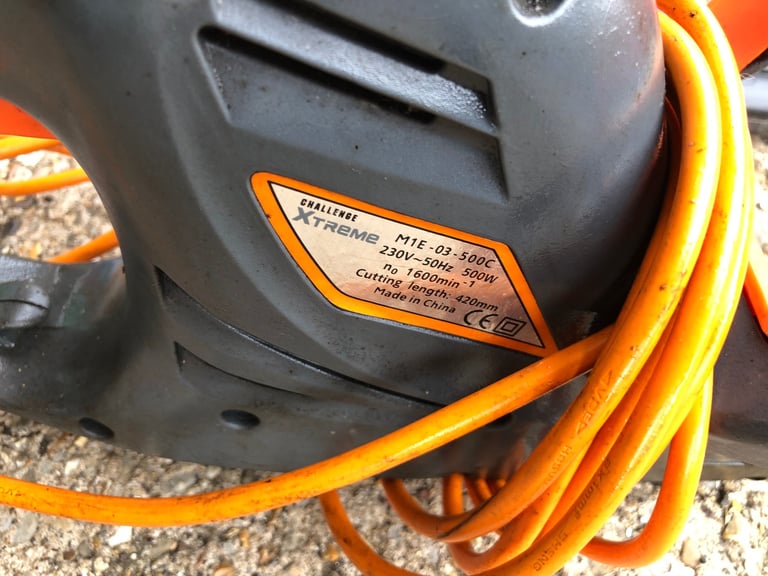 CHALLENGE
XTREME
M1E-03-500C
230V~50Hz 500W
no 1600min-1
Cutting length: 420mm
Made in China
CE